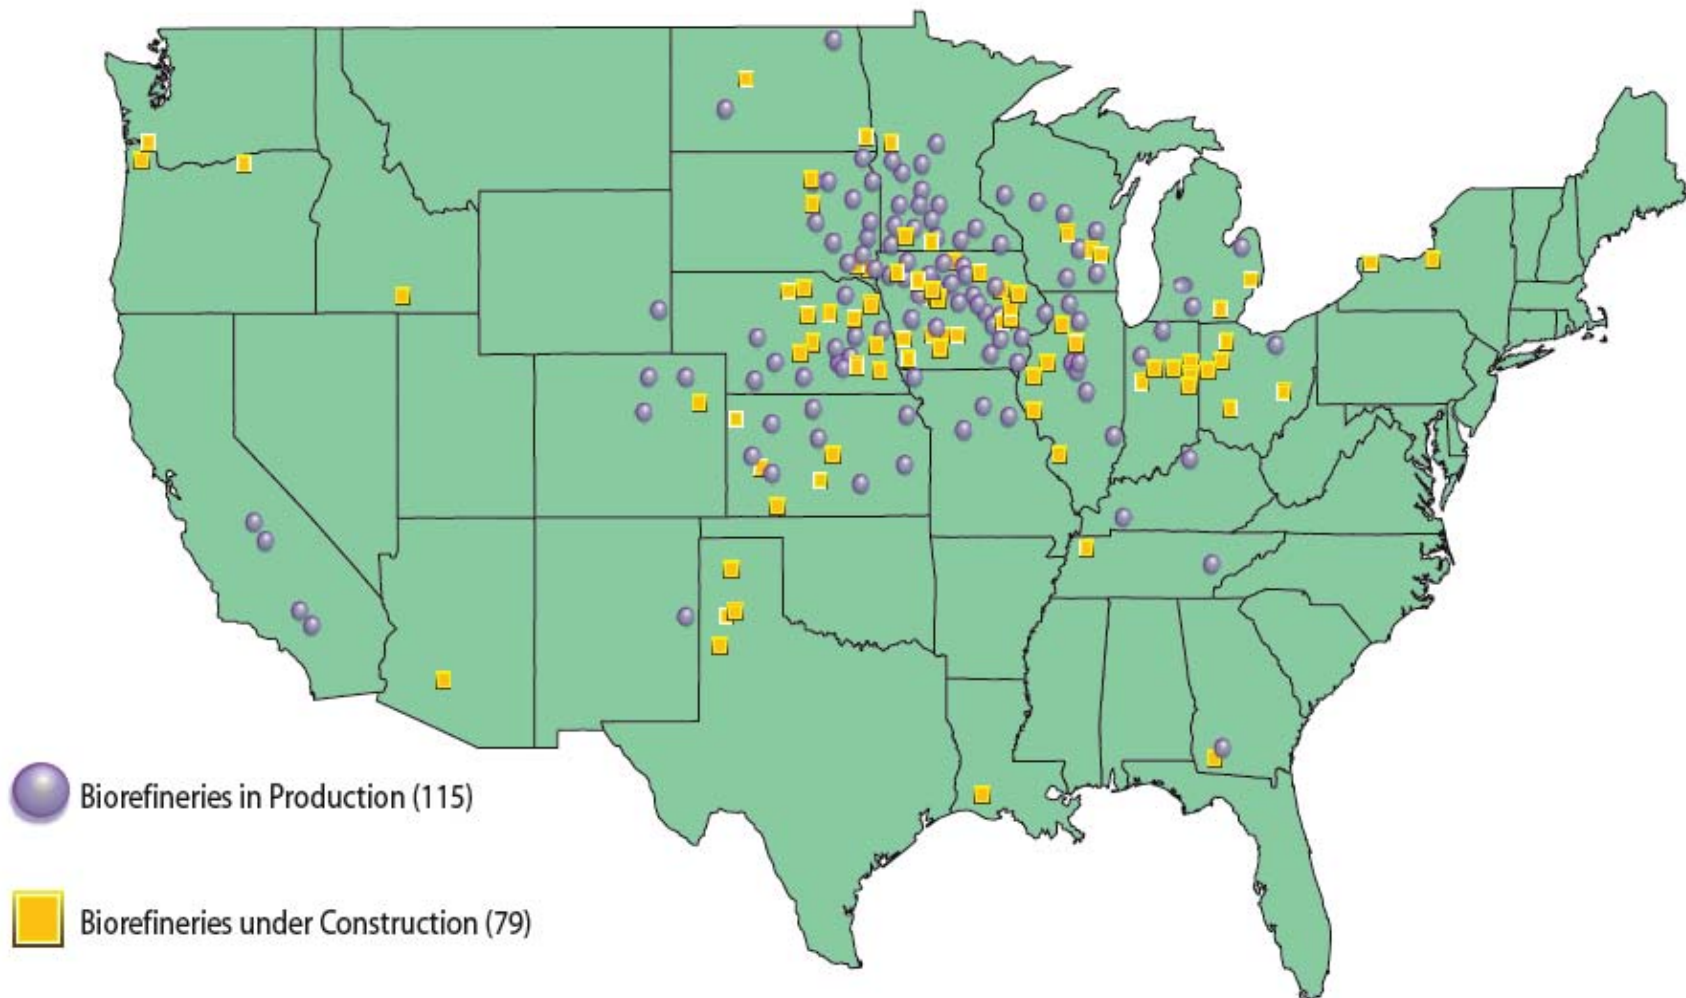 Biorefineries in Production (115)
Biorefineries under Construction (79)